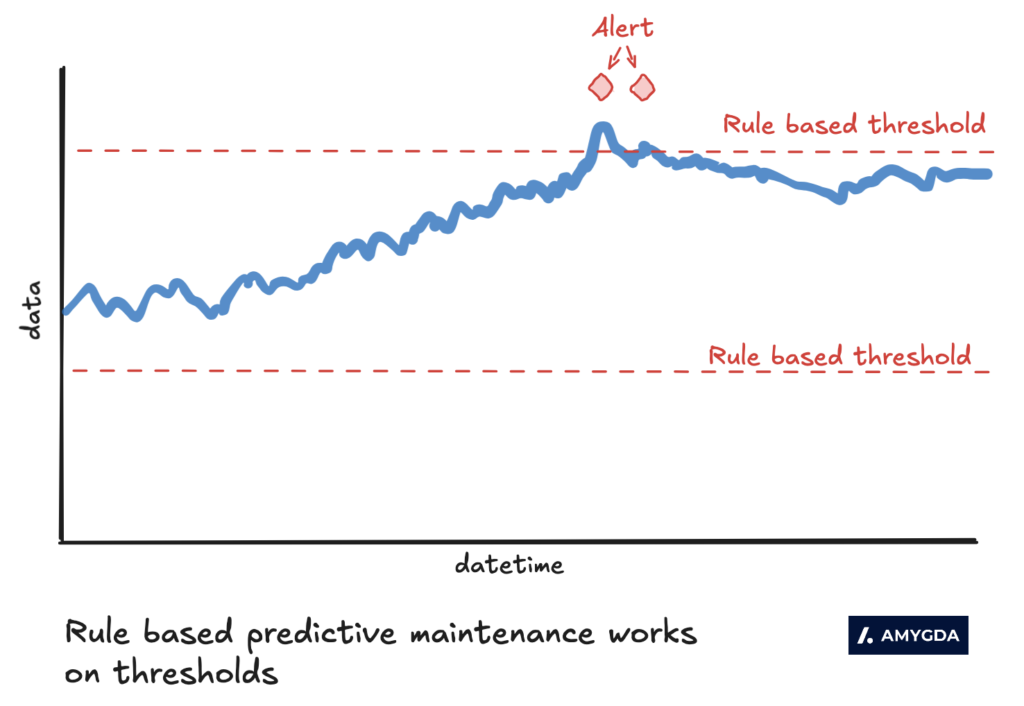 Alert
Rule based threshold
data
Rule based threshold
datetime
Rule based predictive maintenance works
on thresholds
AMYGDA